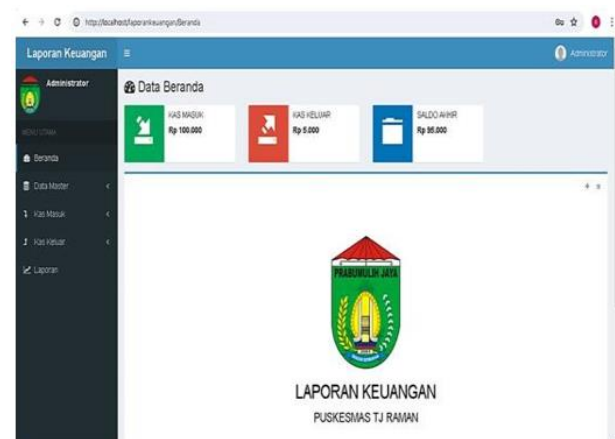 http://localhost/laporankeuangan/Beranda
Laporan Keuangan
Administrator
Administrator
MENU UTAMA
Beranda
Data Master
Kas Masuk
Kas Keluar
Laporan
Data Beranda
KAS MASUK
Rp 100.000
KAS KELUAR
Rp 5.000
SALDO AKHIR
Rp 95.000
PRABUMULIH JAYA
LAPORAN KEUANGAN
PUSKESMAS TJ RAMAN